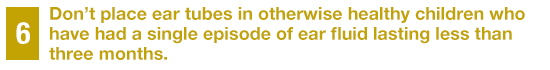 6
Don’t place ear tubes in otherwise healthy children who
have had a single episode of ear fluid lasting less than
three months.